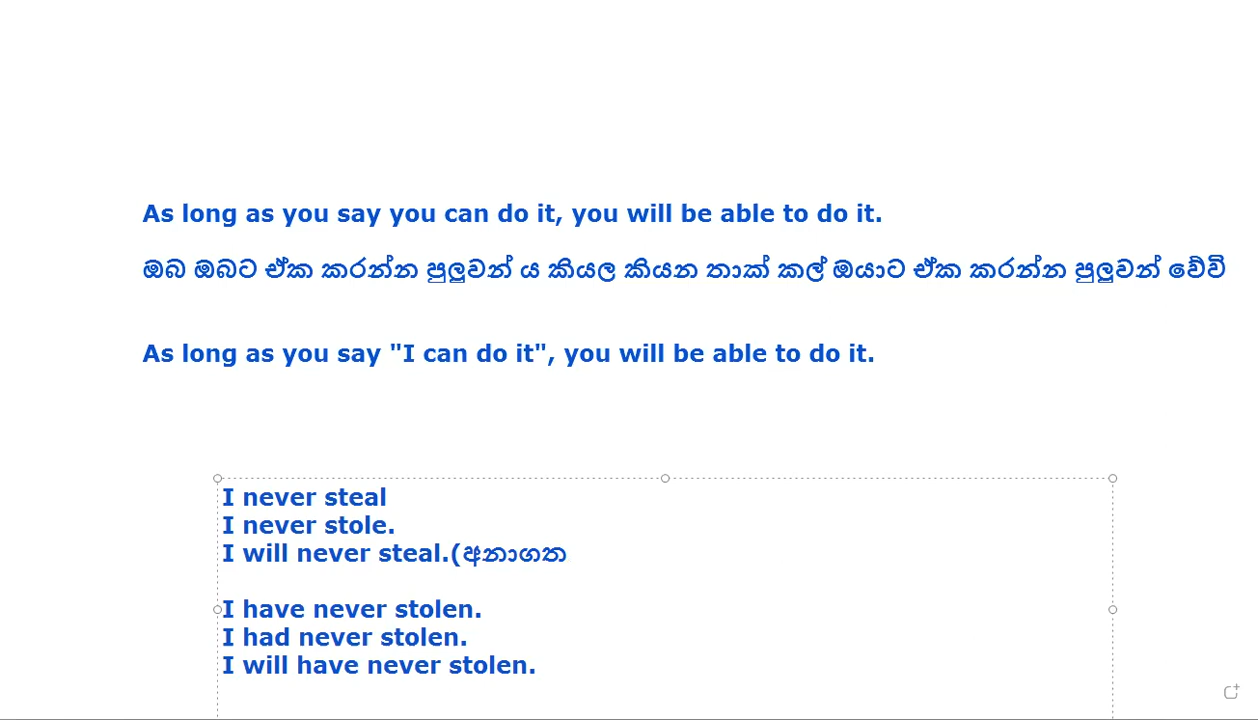 As long as you say you can do it, you will be able to do it.
ඔබ ඔබට ඒක කරන්න පුලුවන් ය කියල කියන තාක් කල් ඔයාට ඒක කරන්න පුලුවන් වේවි
As long as you say "I can do it", you will be able to do it.
I never steal
I never stole.
I will never steal.(අනාගත
I have never stolen.
I had never stolen.
I will have never stolen.